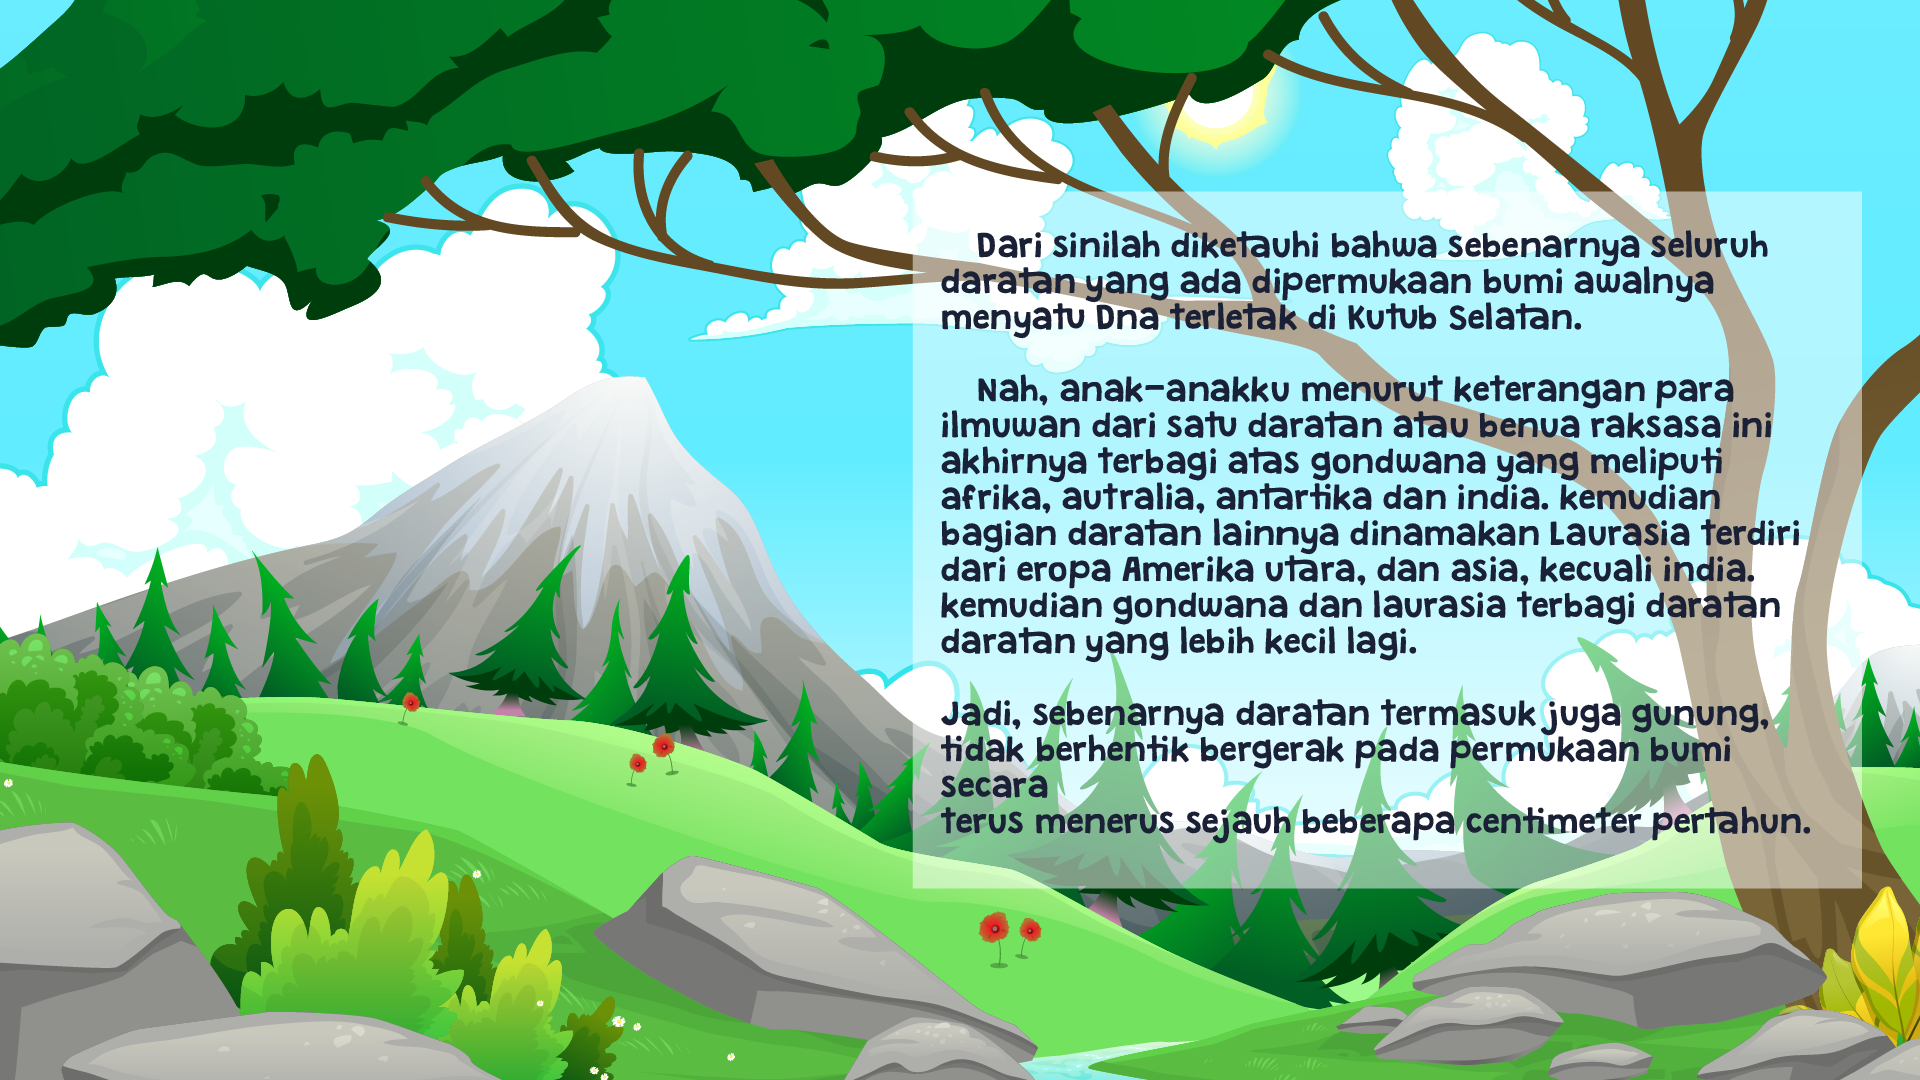 Dari sinilah diketauhi bahwa sebenarnya seluruh
daratan yang ada dipermukaan bumi awalnya
menyatu Dna terletak di Kutub Selatan.
Nah, anak-anakku menurut keterangan para
ilmuwan dari satu daratan atau benua raksasa ini
akhirnya terbagi atas gondwana yang meliputi
afrika, autralia, antartika dan india. kemudian
bagian daratan lainnya dinamakan Laurasia terdiri
dari eropa Amerika utara, dan asia, kecuali india.
kemudian gondwana dan laurasia terbagi daratan
daratan yang lebih kecil lagi.
Jadi, sebenarnya daratan termasuk juga gunung,
tidak berhentik bergerak pada permukaan bumi
secara
terus menerus sejauh beberapa centimeter pertahun.